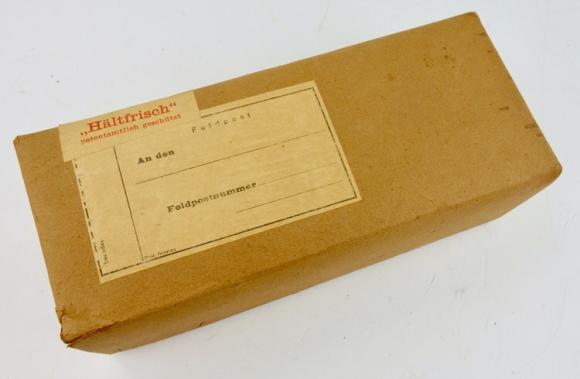 „Hältfrisch“
patentamtlich geschützt
Feldpost
An den
Feldpostnummer